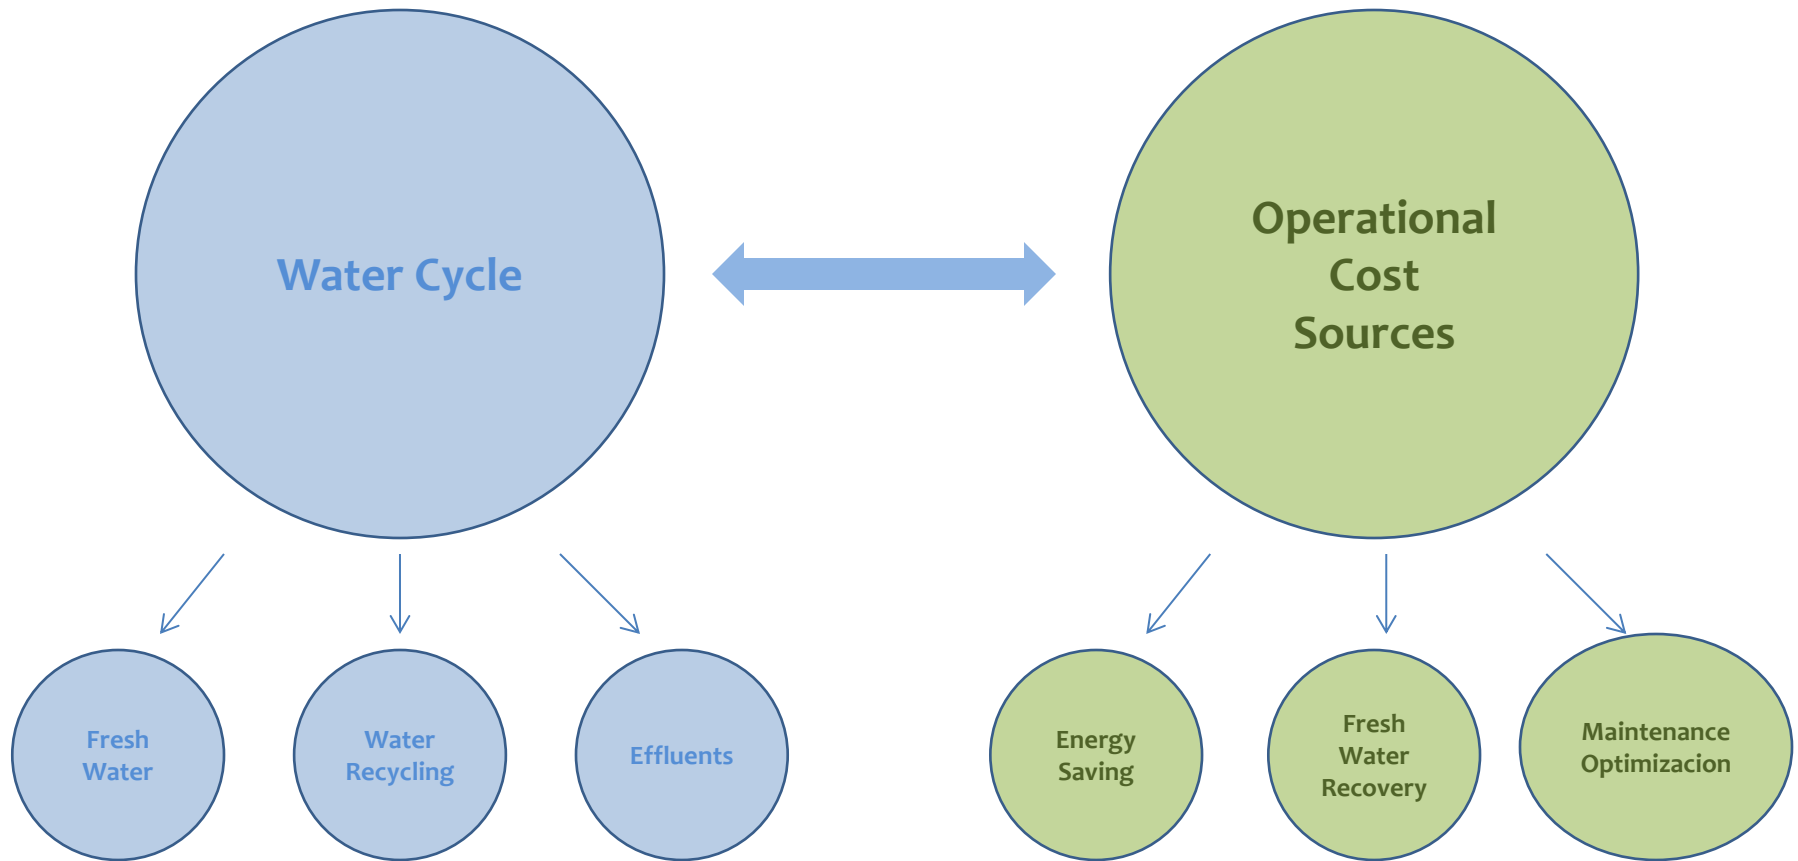 Water Cycle
Operational
Cost
Sources
Fresh
Water
Water
Recycling
Effluents
Energy
Saving
Fresh
Water
Recovery
Maintenance
Optimizacion